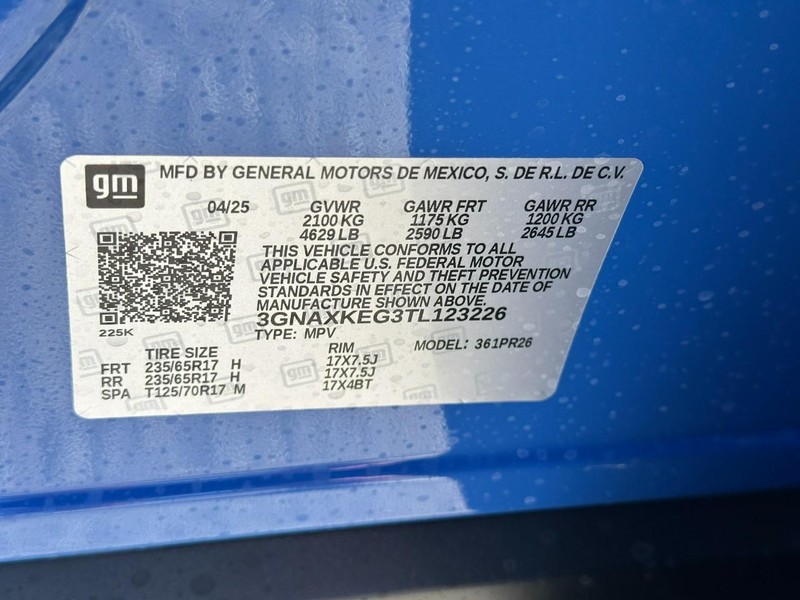 gm
MFD BY GENERAL MOTORS DE MEXICO, S. DE R.L. DE C.V.
04/25 GVWR GAWR FRT GAWR RR
2100 KG 1175 KG 1200 KG
4629 LB 2590 LB 2645 LB
THIS VEHICLE CONFORMS TO ALL
APPLICABLE U.S. FEDERAL MOTOR
VEHICLE SAFETY AND THEFT PREVENTION
STANDARDS IN EFFECT ON THE DATE OF
MANUFACTURE SHOWN ABOVE.
225K 3GNAXKEG3TL123226
TYPE: MPV MODEL: 361PR26
TIRE SIZE RIM
FRT 235/65R17 H 17X7.5J
RR 235/65R17 H 17X7.5J
SPA T125/70R17 M 17X4BT